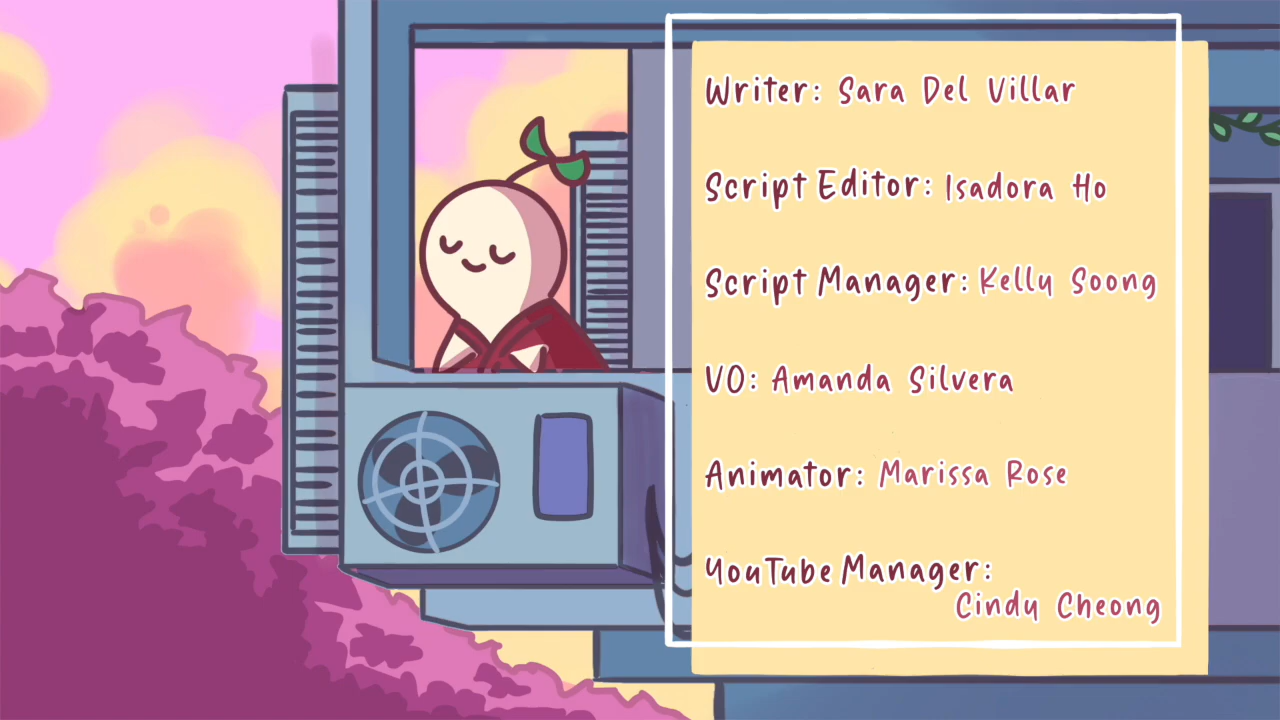 Writer: Sara Del Villar
Script Editor: Isadora Ho
Script Manager: Kelly Soong
VO: Amanda Silvera
Animator: Marissa Rose
YouTube Manager:
Cindy Cheong